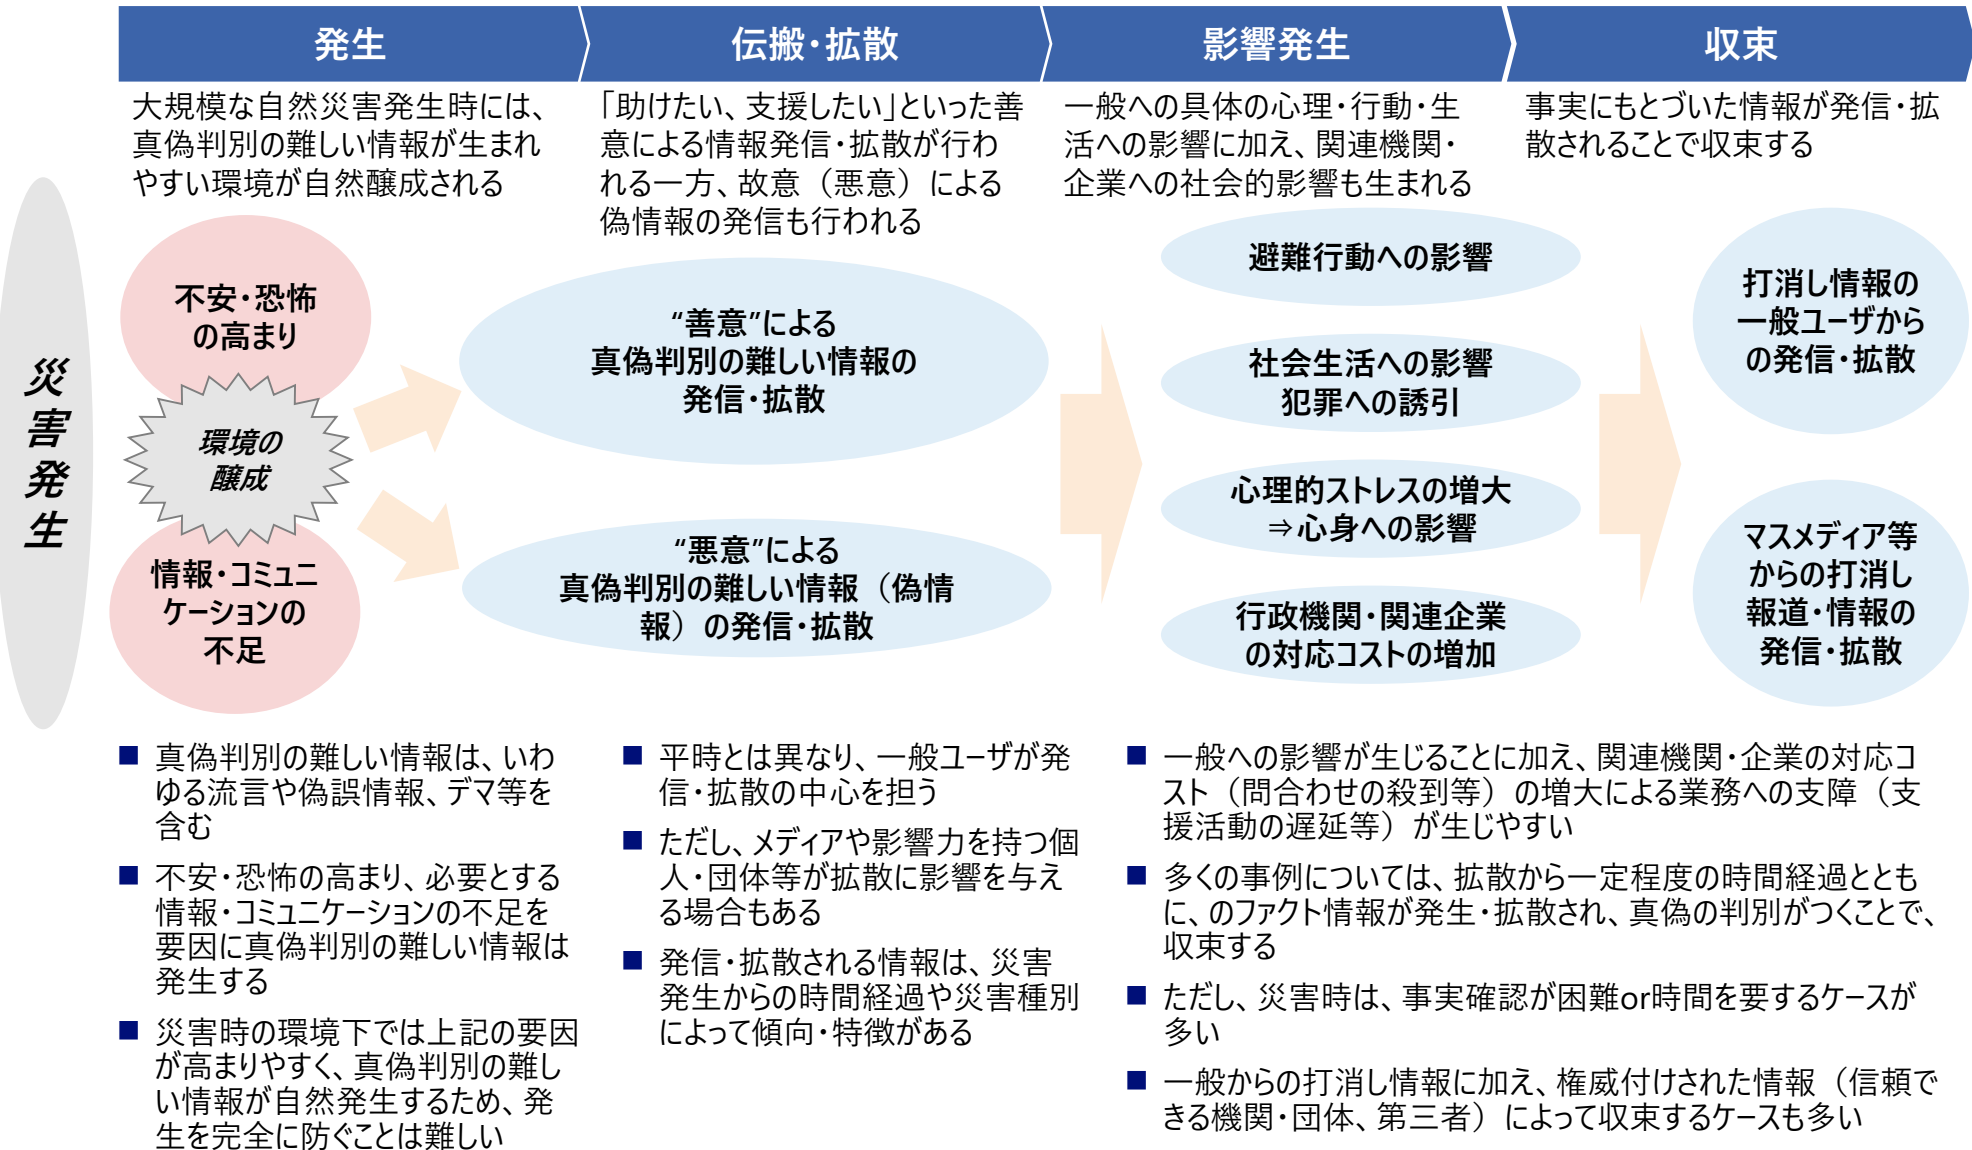 発生
伝搬・拡散
影響発生
収束
大規模な自然災害発生時には、
真偽判別の難しい情報が生まれ
やすい環境が自然醸成される
「助けたい、支援したい」といった善
意による情報発信・拡散が行わ
れる一方、故意（悪意）による
偽情報の発信も行われる
一般への具体の心理・行動・生
活への影響に加え、関連機関・
企業への社会的影響も生まれる
事実にもとづいた情報が発信・拡
散されることで収束する
災害発生
不安・恐怖
の高まり
環境の
醸成
情報・コミュニ
ケーションの
不足
“善意”による
真偽判別の難しい情報の
発信・拡散
“悪意”による
真偽判別の難しい情報（偽情
報）の発信・拡散
避難行動への影響
社会生活への影響
犯罪への誘引
心理的ストレスの増大
⇒心身への影響
行政機関・関連企業
の対応コストの増加
打消し情報の
一般ユーザから
の発信・拡散
マスメディア等
からの打消し
報道・情報の
発信・拡散
■ 真偽判別の難しい情報は、いわ
ゆる流言や偽誤情報、デマ等を
含む
■ 不安・恐怖の高まり、必要とする
情報・コミュニケーションの不足を
要因に真偽判別の難しい情報は
発生する
■ 災害時の環境下では上記の要因
が高まりやすく、真偽判別の難し
い情報が自然発生するため、発
生を完全に防ぐことは難しい
■ 平時とは異なり、一般ユーザが発
信・拡散の中心を担う
■ ただし、メディアや影響力を持つ個
人・団体等が拡散に影響を与え
る場合もある
■ 発信・拡散される情報は、災害
発生からの時間経過や災害種別
によって傾向・特徴がある
■ 一般への影響が生じることに加え、関連機関・企業の対応コ
スト（問合わせの殺到等）の増大による業務への支障（支
援活動の遅延等）が生じやすい
■ 多くの事例については、拡散から一定程度の時間経過ととも
に、のファクト情報が発生・拡散され、真偽の判別がつくことで、
収束する
■ ただし、災害時は、事実確認が困難or時間を要するケースが
多い
■ 一般からの打消し情報に加え、権威付けされた情報（信頼で
きる機関・団体、第三者）によって収束するケースも多い